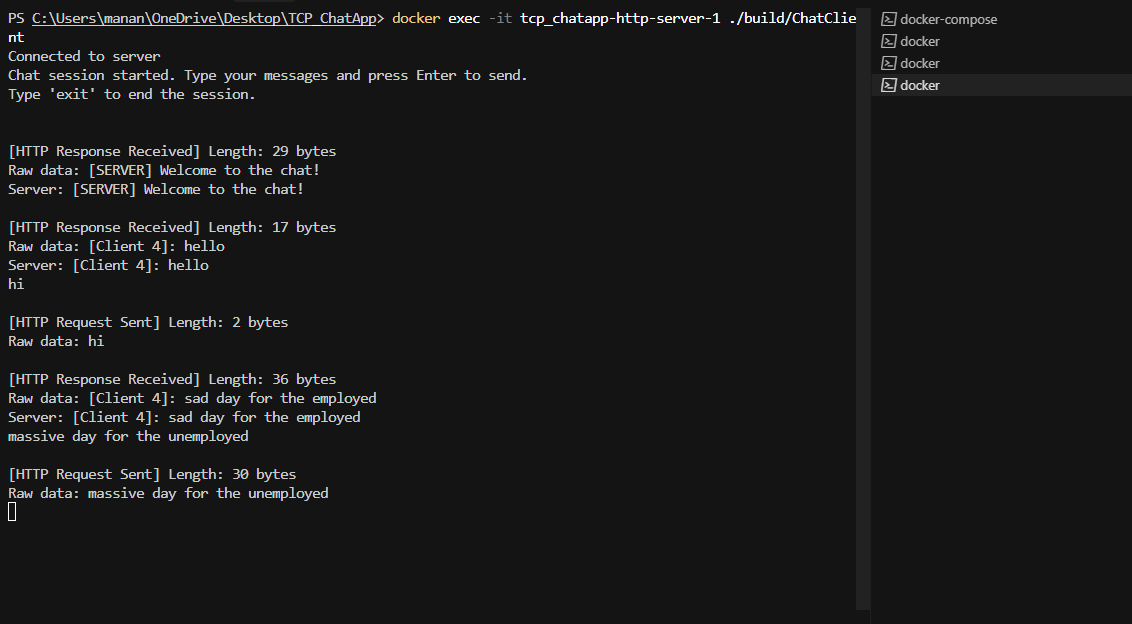 PS C:\Users\manan\OneDrive\Desktop\TCP_ChatApp> docker exec -it tcp_chatapp-http-server-1 ./build/ChatClie
nt
Connected to server
Chat session started. Type your messages and press Enter to send.
Type 'exit' to end the session.
[HTTP Response Received] Length: 29 bytes
Raw data: [SERVER] Welcome to the chat!
Server: [SERVER] Welcome to the chat!
[HTTP Response Received] Length: 17 bytes
Raw data: [Client 4]: hello
Server: [Client 4]: hello
hi
[HTTP Request Sent] Length: 2 bytes
Raw data: hi
[HTTP Response Received] Length: 36 bytes
Raw data: [Client 4]: sad day for the employed
Server: [Client 4]: sad day for the employed
massive day for the unemployed
[HTTP Request Sent] Length: 30 bytes
Raw data: massive day for the unemployed
docker-compose
docker
docker
docker